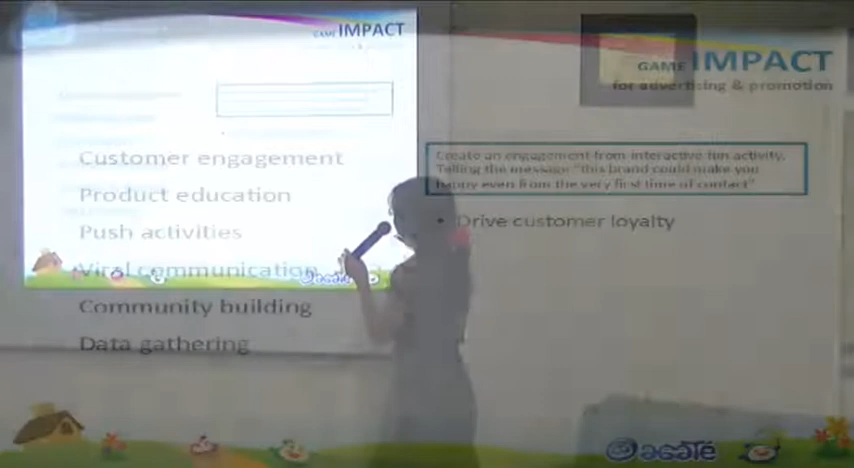 GAME IMPACT
GAME IMPACT
for advertising & promotion
Customer engagement
Product education
Push activities
Viral communication
Community building
Data gathering
Create an engagement from interactive fun activity.
Telling the message "this brand could make you
happy even from the very first time of contact"
• Drive customer loyalty